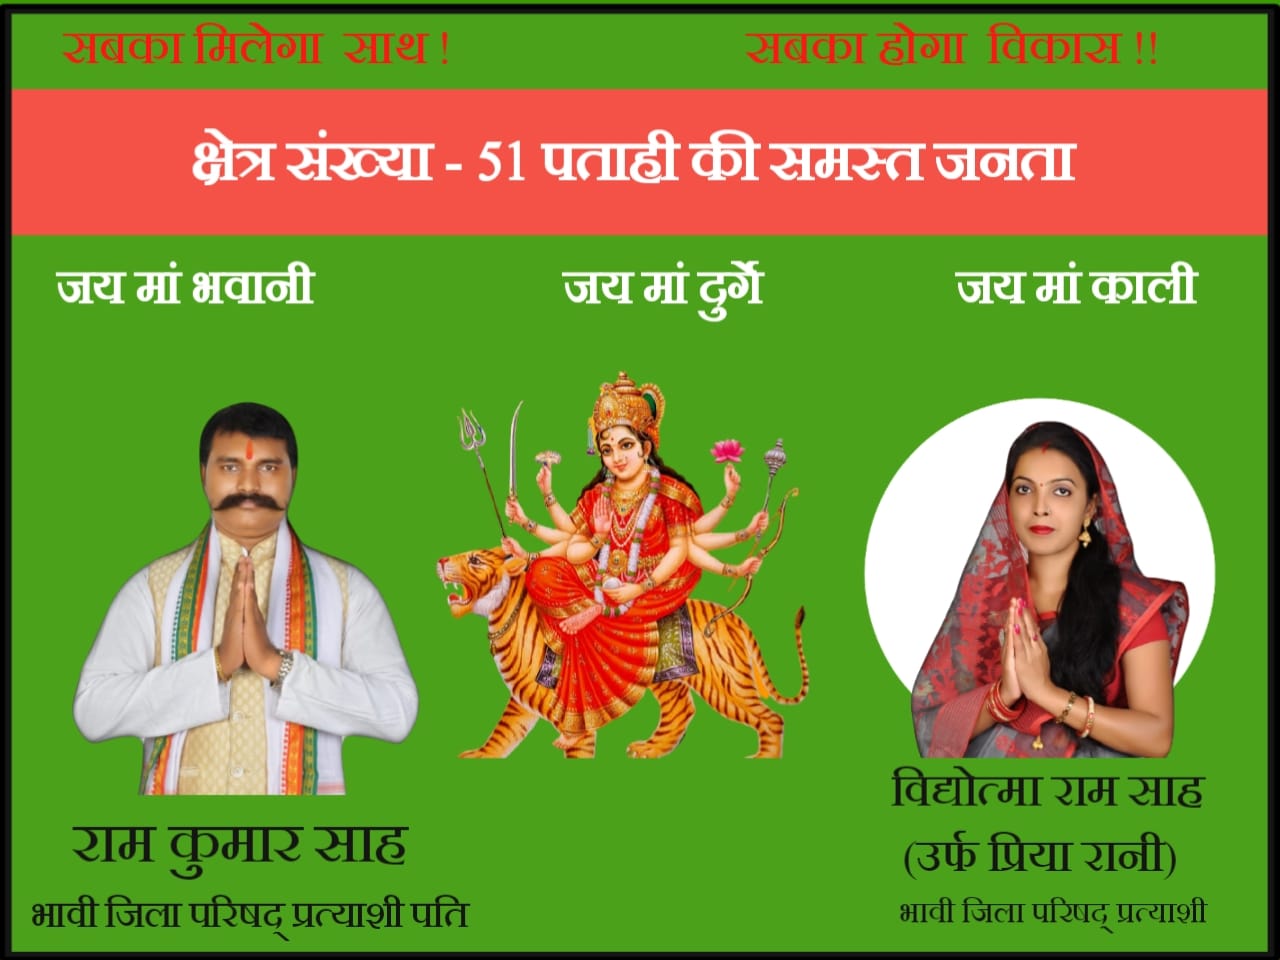 सबका मिलेगा साथ ! सबका होगा विकास !!
क्षेत्र संख्या - 51 पताही की समस्त जनता
जय मां भवानी जय मां दुर्गे जय मां काली
विद्योत्मा राम साह
राम कुमार साह
(उर्फ प्रिया रानी)
भावी जिला परिषद् प्रत्याशी पति भावी जिला परिषद् प्रत्याशी